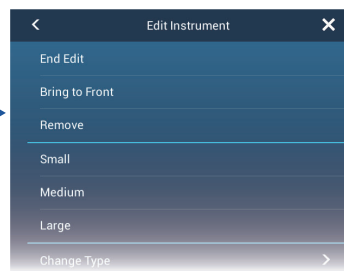 Edit Instrument
End Edit
Bring to Front
Remove
Small
Medium
Large
Change Type